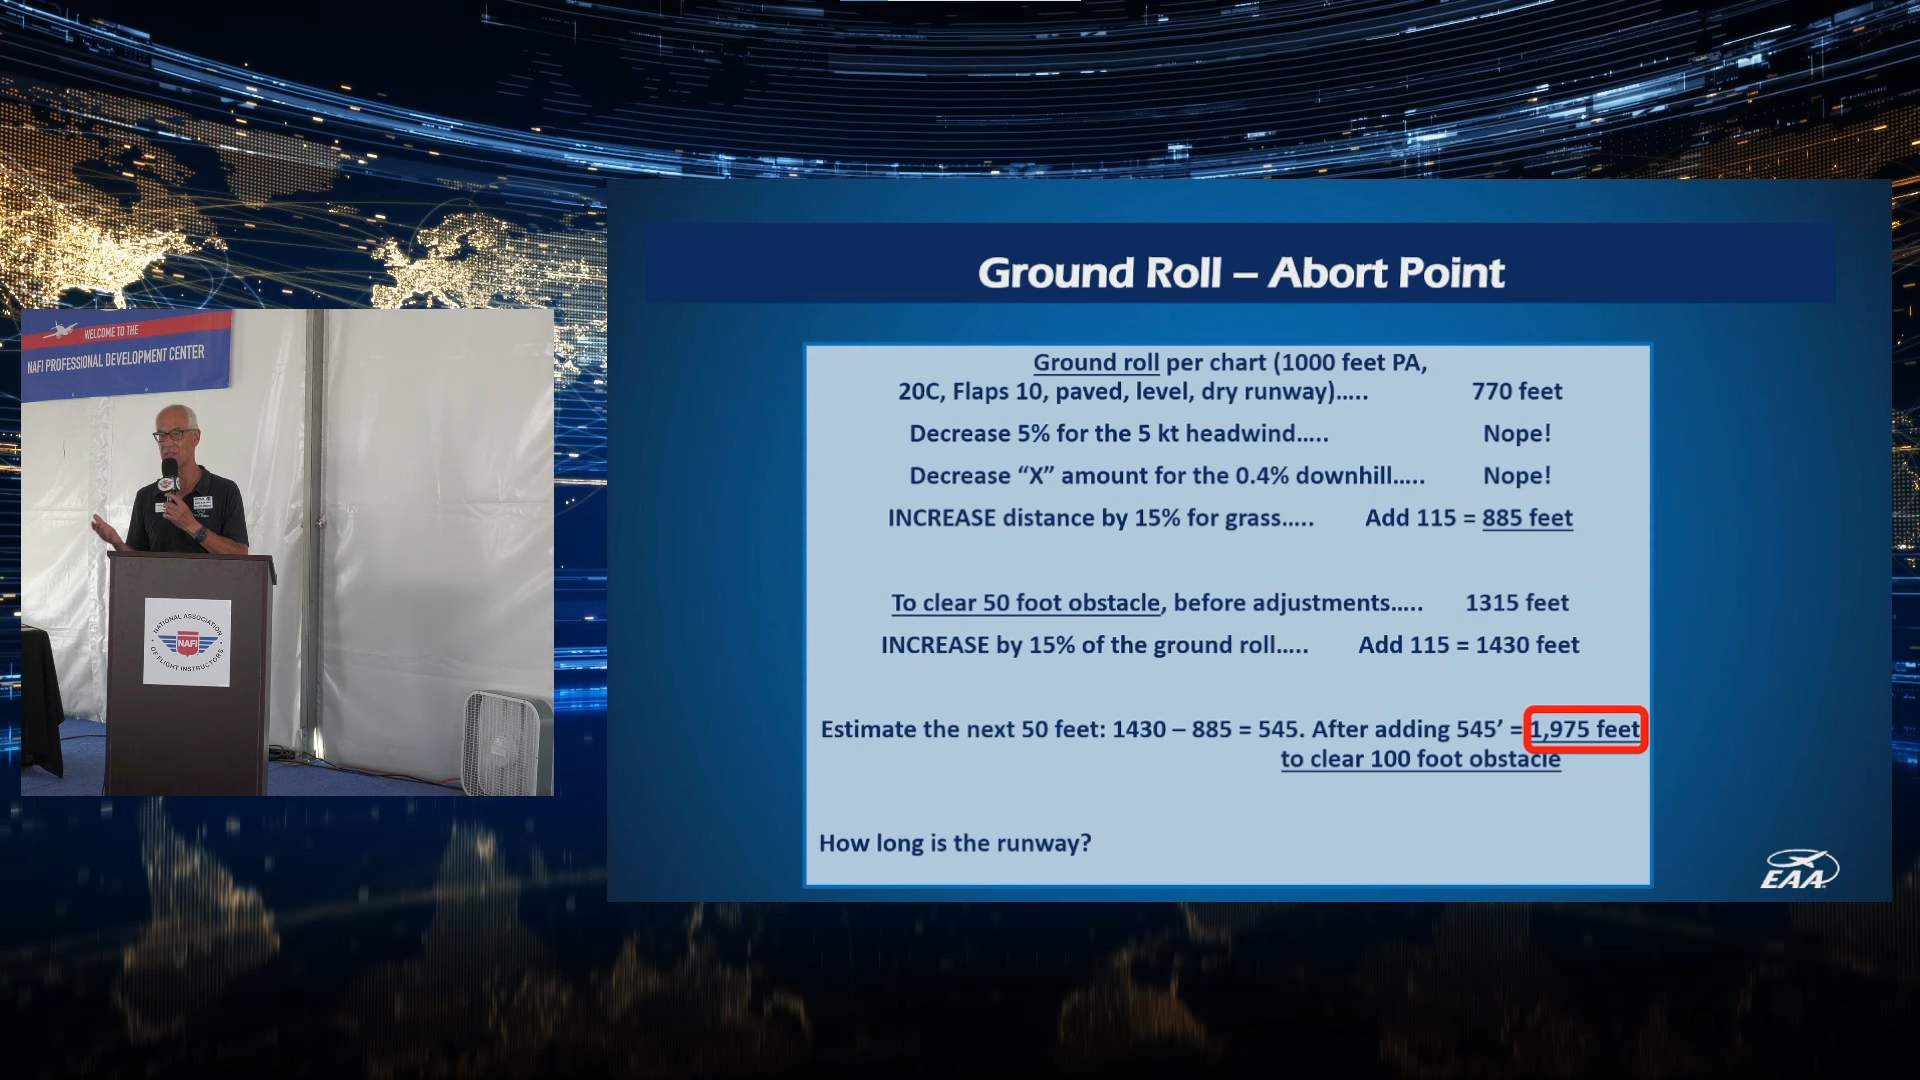 WELCOME TO THE
NAFI PROFESSIONAL DEVELOPMENT CENTER
NATIONAL ASSOCIATION
NAFI
OF FLIGHT INSTRUCTORS
Ground Roll – Abort Point
Ground roll per chart (1000 feet PA,
20C, Flaps 10, paved, level, dry runway)..... 770 feet
Decrease 5% for the 5 kt headwind..... Nope!
Decrease “X” amount for the 0.4% downhill..... Nope!
INCREASE distance by 15% for grass..... Add 115 = 885 feet
To clear 50 foot obstacle, before adjustments..... 1315 feet
INCREASE by 15% of the ground roll..... Add 115 = 1430 feet
Estimate the next 50 feet: 1430 – 885 = 545. After adding 545’ = 1,975 feet
to clear 100 foot obstacle
How long is the runway?
EAA